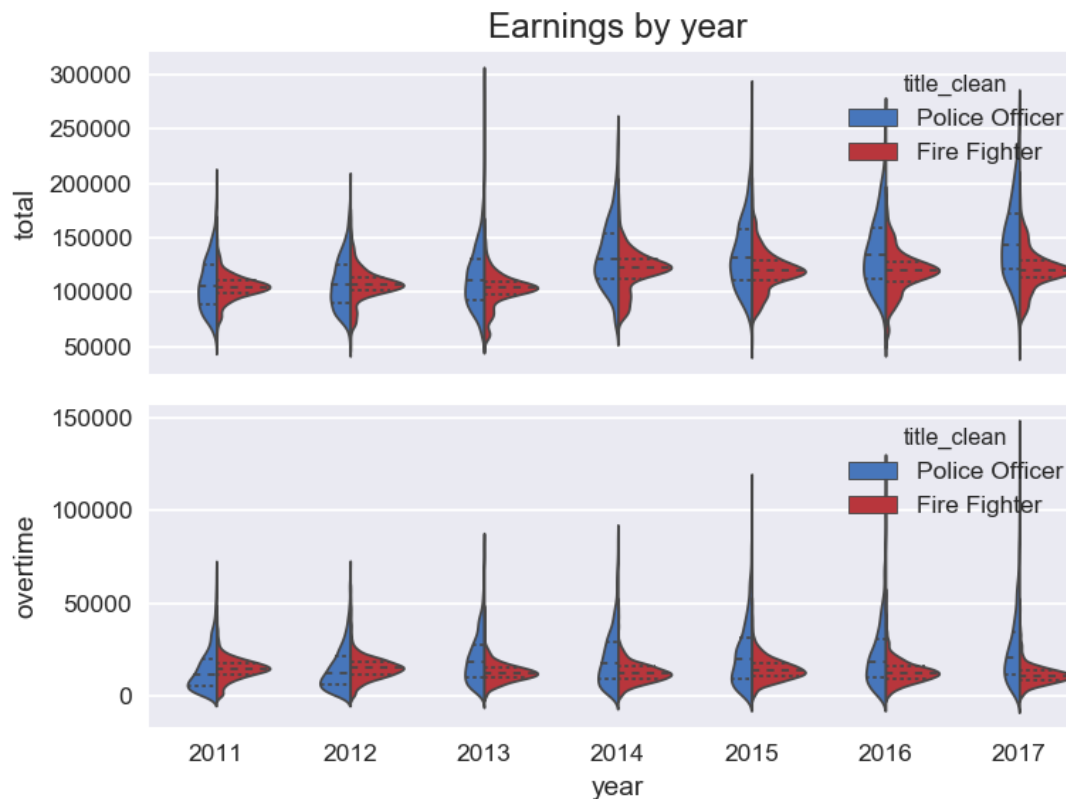 Earnings by year
total
300000
250000
200000
150000
100000
50000
title_clean
Police Officer
Fire Fighter
overtime
150000
100000
50000
0
title_clean
Police Officer
Fire Fighter
2011 2012 2013 2014 2015 2016 2017
year